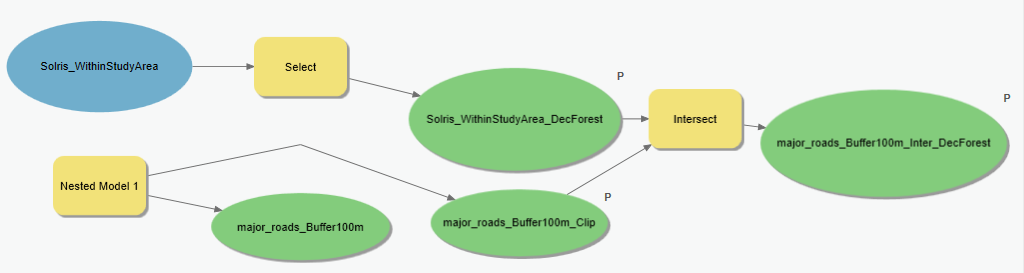 Solris_WithinStudyArea
Select
P
Solris_WithinStudyArea_DecForest
Intersect
P
major_roads_Buffer100m_Inter_DecForest
Nested Model 1
major_roads_Buffer100m
P
major_roads_Buffer100m_Clip